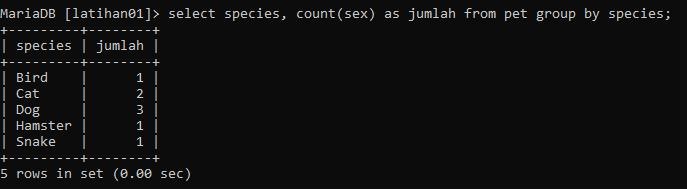 MariaDB [latihan01]> select species, count(sex) as jumlah from pet group by species;
+---------+--------+
| species | jumlah |
+---------+--------+
| Bird    |      1 |
| Cat     |      2 |
| Dog     |      3 |
| Hamster |      1 |
| Snake   |      1 |
+---------+--------+
5 rows in set (0.00 sec)